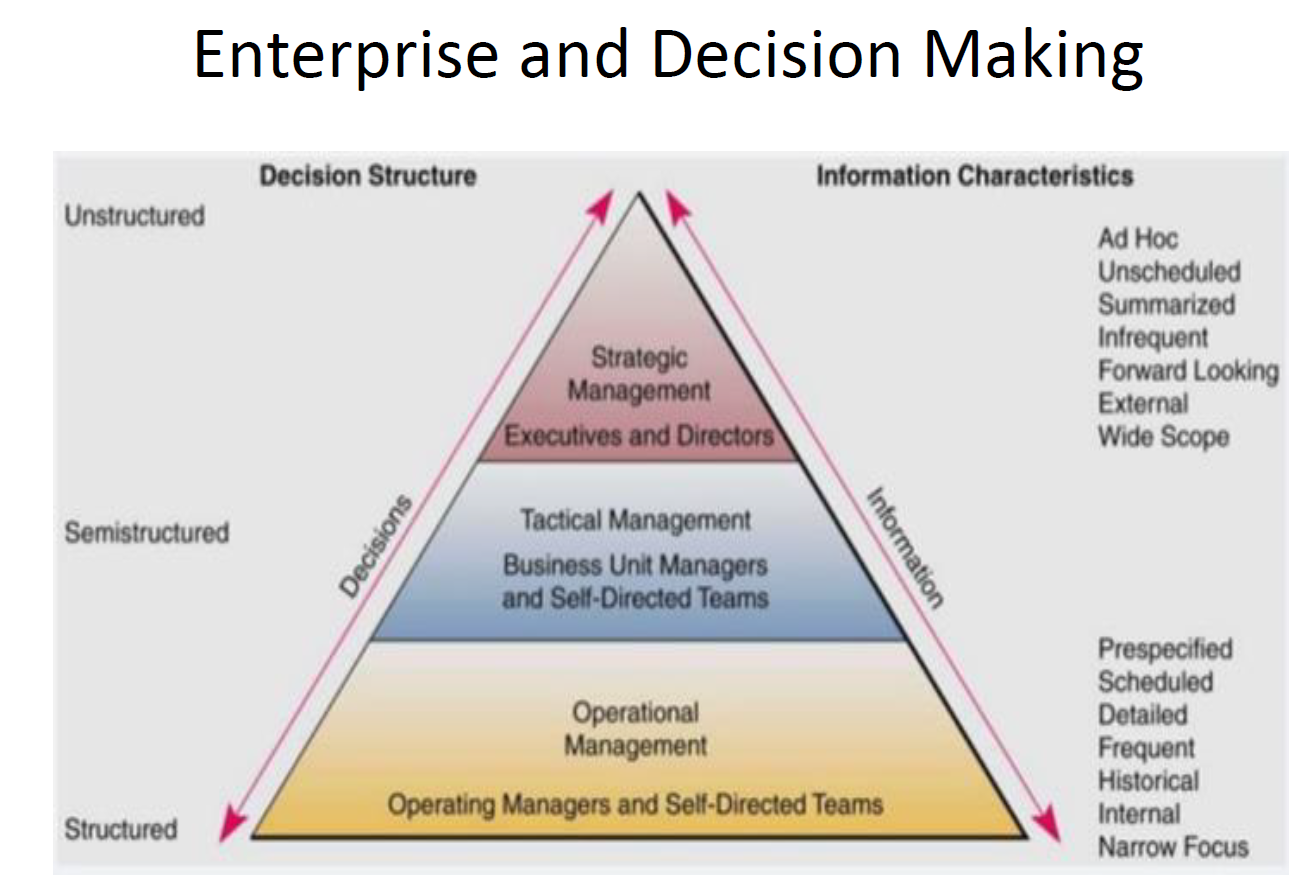 Enterprise and Decision Making
Decision Structure
Information Characteristics
Unstructured
Semistructured
Structured
Decisions
Strategic
Management
Executives and Directors
Tactical Management
Business Unit Managers
and Self-Directed Teams
Operational
Management
Operating Managers and Self-Directed Teams
Information
Ad Hoc
Unscheduled
Summarized
Infrequent
Forward Looking
External
Wide Scope
Prespecified
Scheduled
Detailed
Frequent
Historical
Internal
Narrow Focus